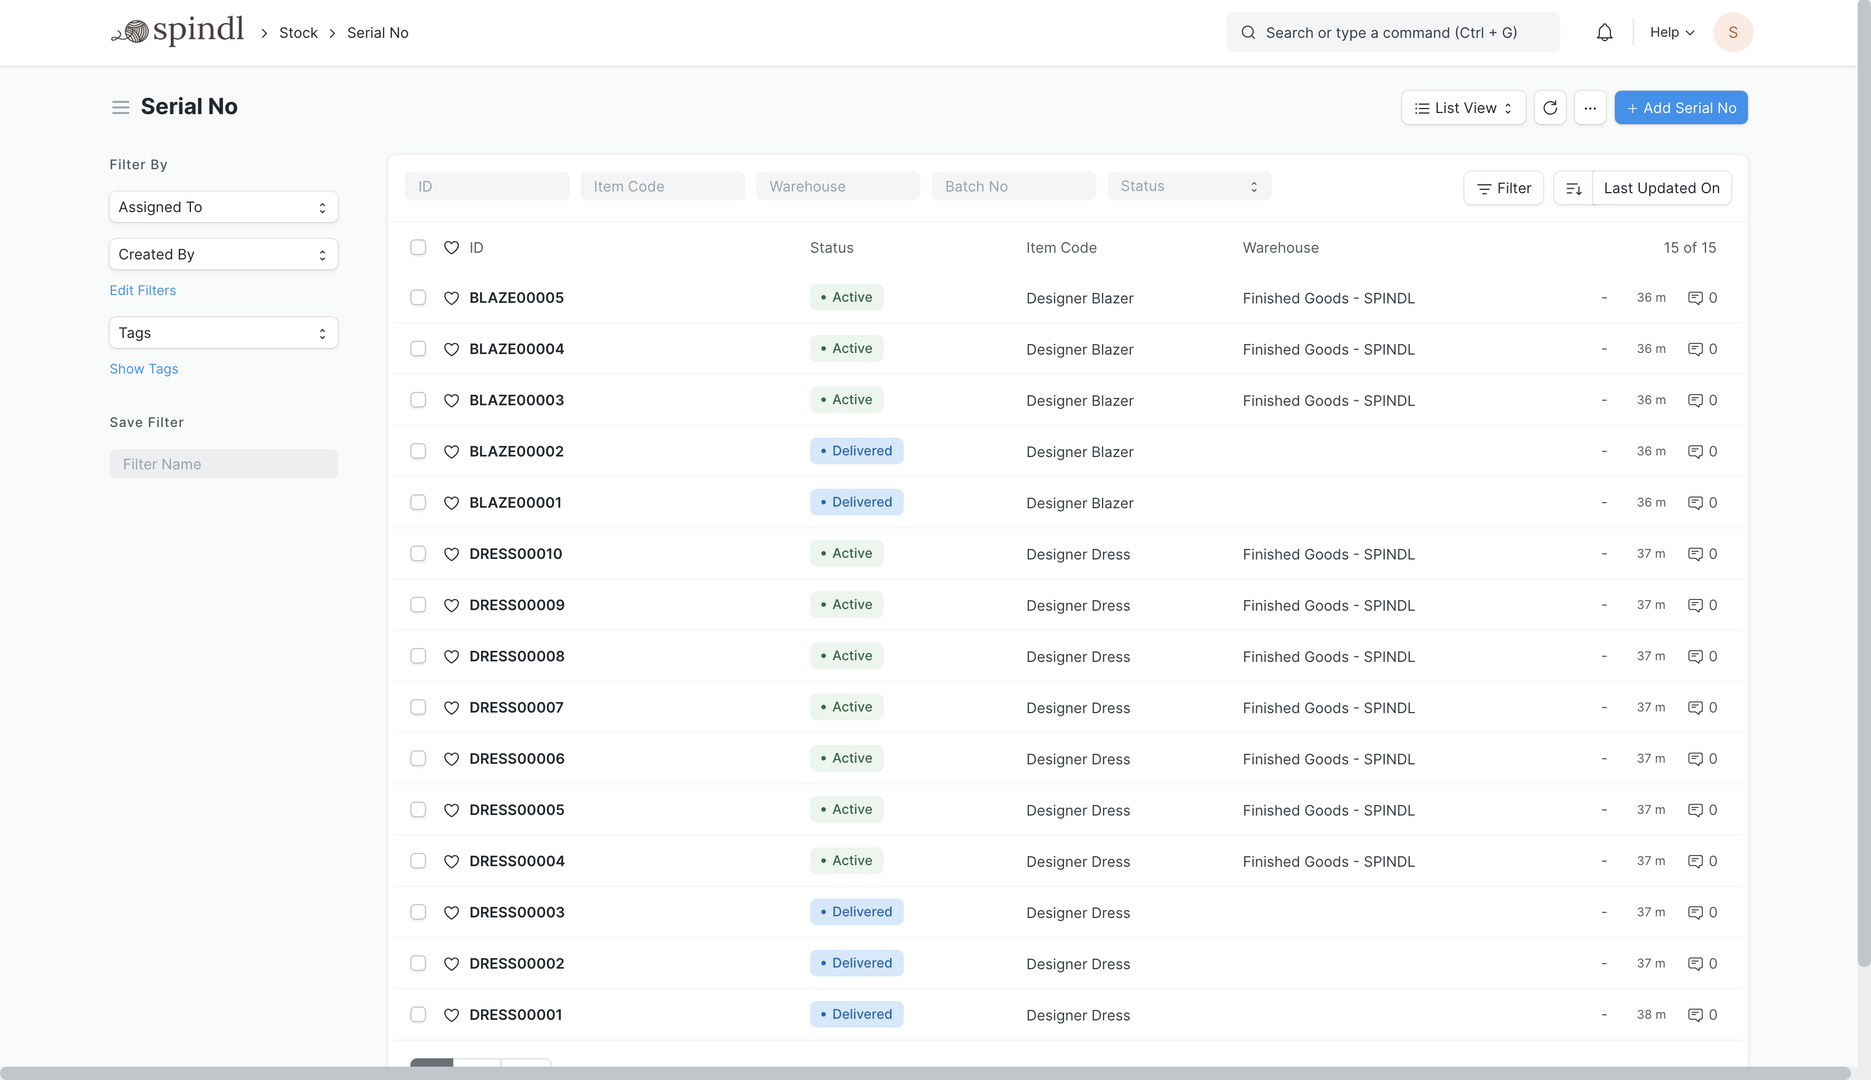 spindl > Stock > Serial No
Search or type a command (Ctrl + G)
Help
S
Serial No
List View
···
+ Add Serial No
Filter By
Assigned To
Created By
Edit Filters
Tags
Show Tags
Save Filter
Filter Name
ID Item Code Warehouse Batch No Status
Filter
Last Updated On
ID Status Item Code Warehouse 15 of 15
BLAZE00005 • Active Designer Blazer Finished Goods - SPINDL - 36 m 0
BLAZE00004 • Active Designer Blazer Finished Goods - SPINDL - 36 m 0
BLAZE00003 • Active Designer Blazer Finished Goods - SPINDL - 36 m 0
BLAZE00002 • Delivered Designer Blazer - 36 m 0
BLAZE00001 • Delivered Designer Blazer - 36 m 0
DRESS00010 • Active Designer Dress Finished Goods - SPINDL - 37 m 0
DRESS00009 • Active Designer Dress Finished Goods - SPINDL - 37 m 0
DRESS00008 • Active Designer Dress Finished Goods - SPINDL - 37 m 0
DRESS00007 • Active Designer Dress Finished Goods - SPINDL - 37 m 0
DRESS00006 • Active Designer Dress Finished Goods - SPINDL - 37 m 0
DRESS00005 • Active Designer Dress Finished Goods - SPINDL - 37 m 0
DRESS00004 • Active Designer Dress Finished Goods - SPINDL - 37 m 0
DRESS00003 • Delivered Designer Dress - 37 m 0
DRESS00002 • Delivered Designer Dress - 37 m 0
DRESS00001 • Delivered Designer Dress - 38 m 0